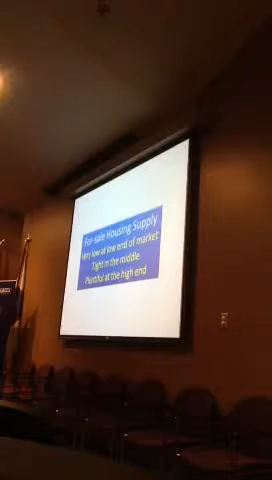 For-sale Housing Supply
Very low at low end of market
Tight in the middle
Plentiful at the high end